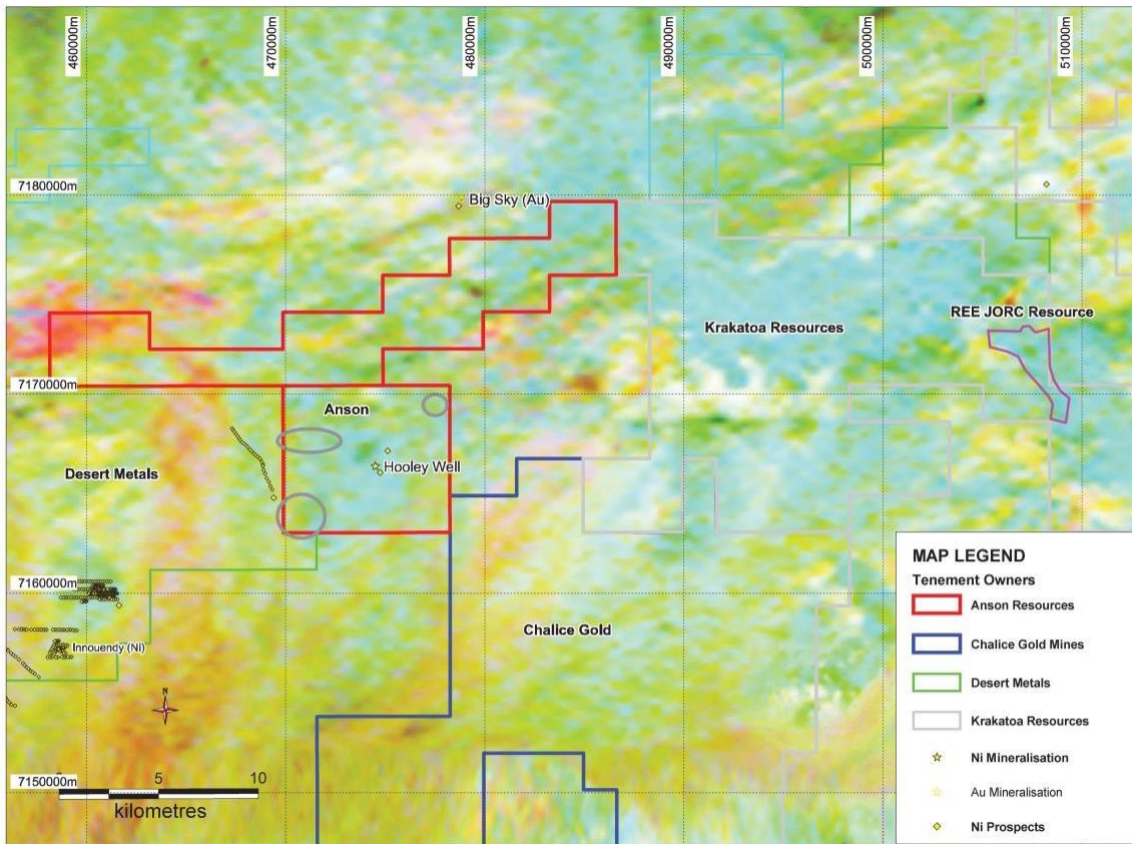 460000m
470000m
480000m
490000m
500000m
510000m
7180000m
Big Sky (Au)
Krakatoa Resources
REE JORC Resource
7170000m
Anson
Hooley Well
Desert Metals
7160000m
Innouendy (Ni)
Chalice Gold
N
7150000m
5
10
kilometres
MAP LEGEND
Tenement Owners
Anson Resources
Chalice Gold Mines
Desert Metals
Krakatoa Resources
Ni Mineralisation
Au Mineralisation
Ni Prospects